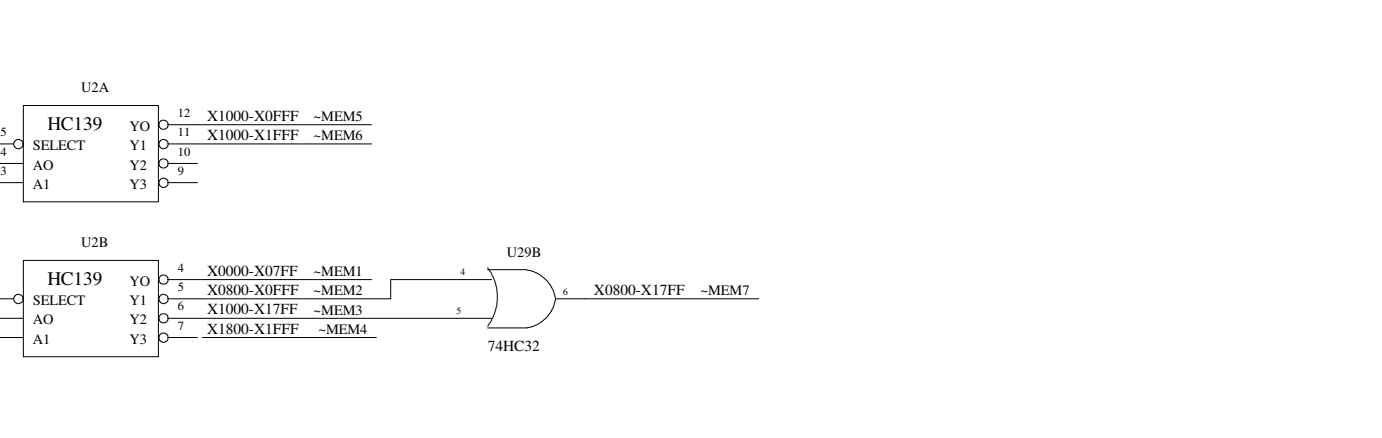 U2A
12 X1000-X0FFF ~MEM5
HC139 YO
11 X1000-X1FFF ~MEM6
5 SELECT Y1
10
4 AO Y2
9
3 A1 Y3
U2B
U29B
4 X0000-X07FF ~MEM1 4
HC139 YO
5 X0800-X0FFF ~MEM2 6 X0800-X17FF ~MEM7
SELECT Y1
6 X1000-X17FF ~MEM3 5
AO Y2
7 X1800-X1FFF ~MEM4
A1 Y3
74HC32